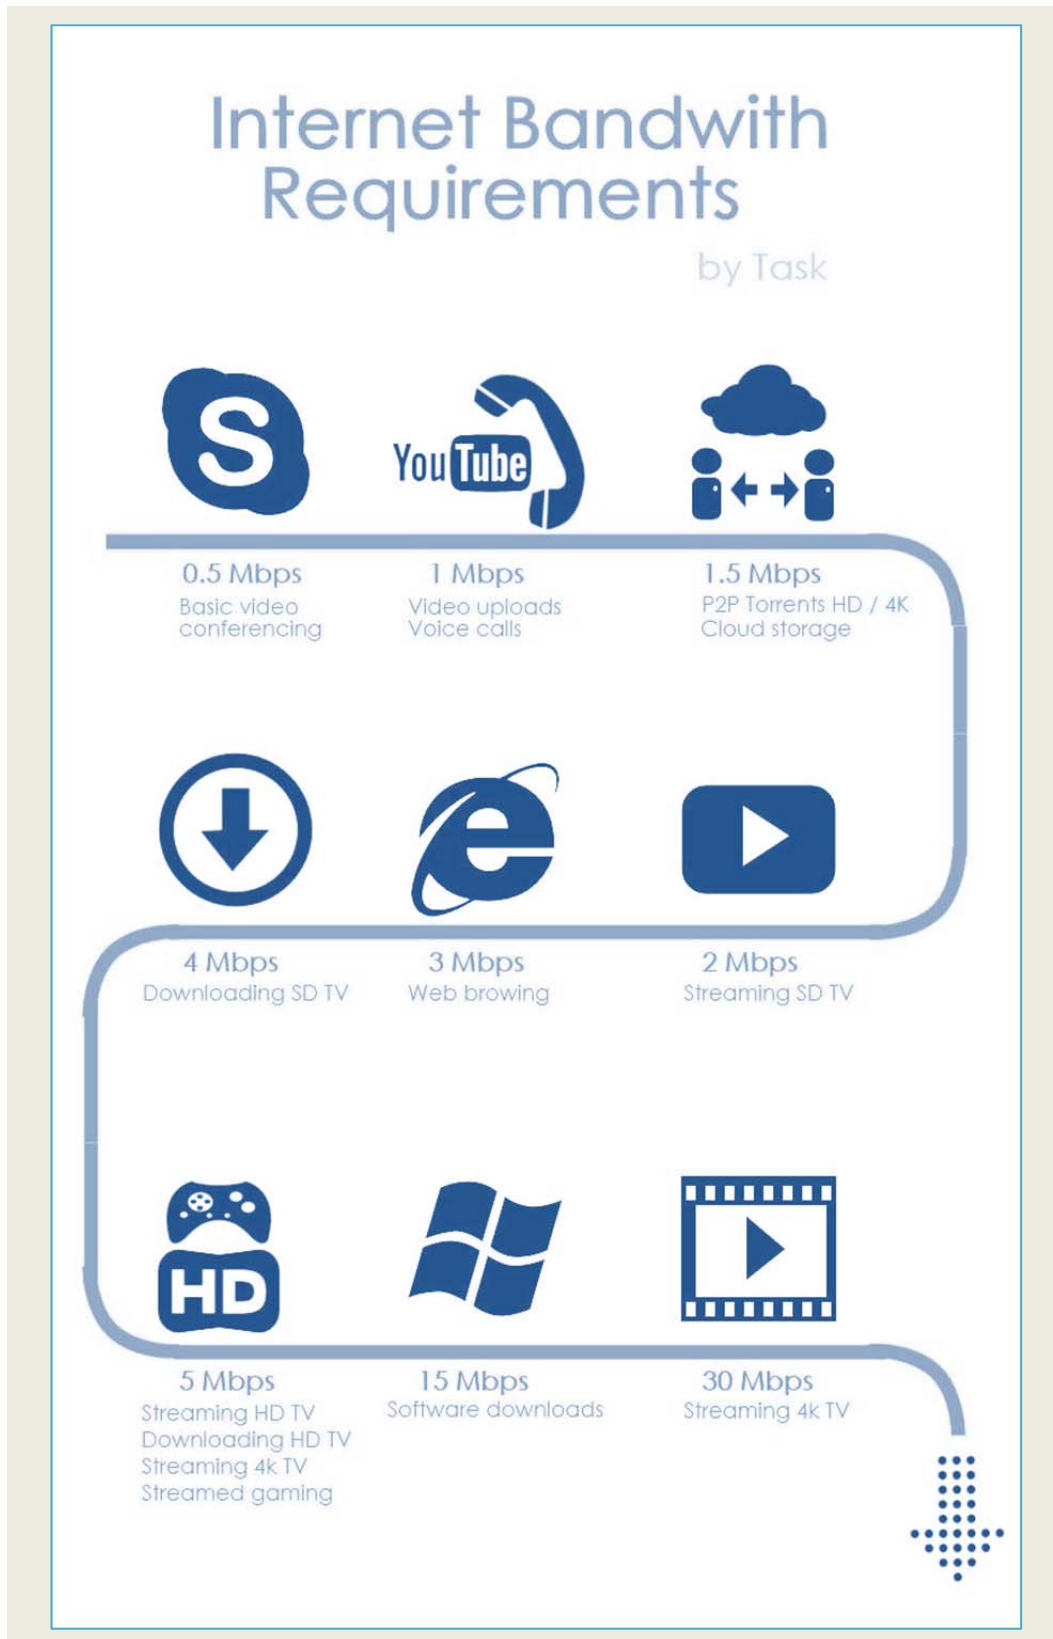 Internet Bandwith
Requirements
by Task
S
YouTube
0.5 Mbps
Basic video
conferencing
1 Mbps
Video uploads
Voice calls
1.5 Mbps
P2P Torrents HD / 4K
Cloud storage
e
4 Mbps
Downloading SD TV
3 Mbps
Web browing
2 Mbps
Streaming SD TV
HD
5 Mbps
Streaming HD TV
Downloading HD TV
Streaming 4k TV
Streamed gaming
15 Mbps
Software downloads
30 Mbps
Streaming 4k TV